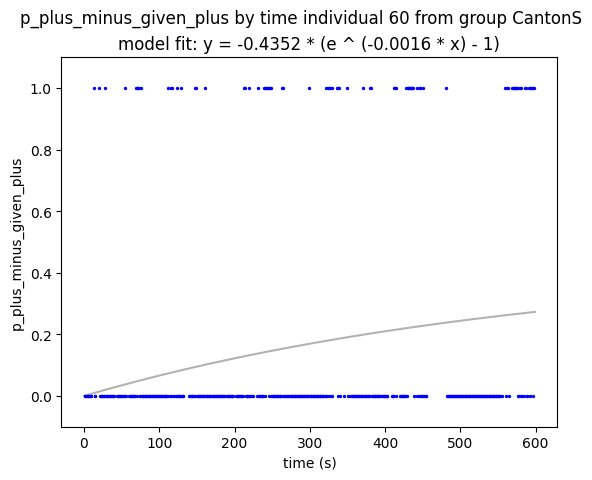 p_plus_minus_given_plus by time individual 60 from group CantonS
model fit: y = -0.4352 * (e ^ (-0.0016 * x) - 1)
p_plus_minus_given_plus
1.0
0.8
0.6
0.4
0.2
0.0
0 100 200 300 400 500 600
time (s)